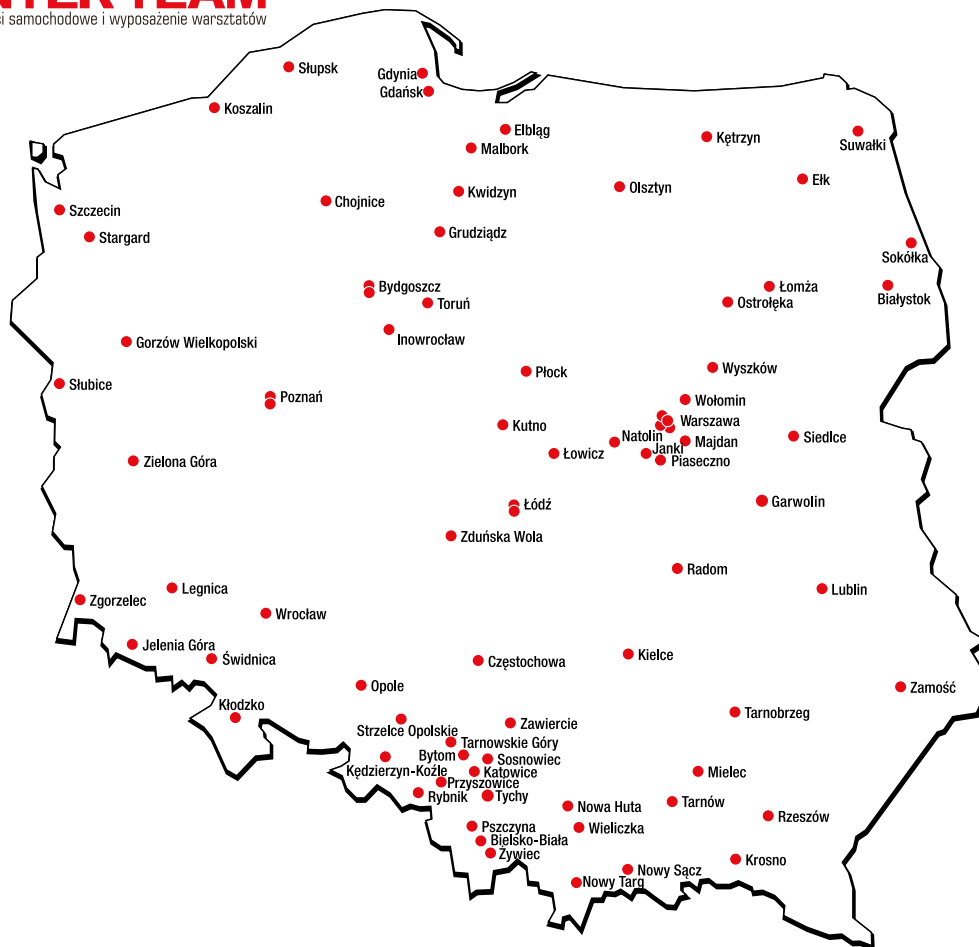 INTER TEAM
ci samochodowe i wyposażenie warsztatów
Słupsk
Gdynia
Gdańsk
Koszalin
Elbląg
Malbork
Kętrzyn
Suwałki
Ełk
Olsztyn
Kwidzyn
Chojnice
Szczecin
Stargard
Grudziądz
Sokółka
Bydgoszcz
Łomża
Białystok
Toruń
Ostrołęka
Inowrocław
Gorzów Wielkopolski
Płock
Wyszków
Słubice
Poznań
Wołomin
Warszawa
Kutno
Natolin
Majdan
Siedlce
Janki
Łowicz
Piaseczno
Zielona Góra
Łódź
Garwolin
Zduńska Wola
Radom
Legnica
Lublin
Zgorzelec
Wrocław
Jelenia Góra
Świdnica
Częstochowa
Kielce
Opole
Zamość
Kłodzko
Tarnobrzeg
Strzelce Opolskie
Zawiercie
Tarnowskie Góry
Bytom
Sosnowiec
Kędzierzyn-Koźle
Katowice
Mielec
Przyszowice
Rybnik
Tychy
Nowa Huta
Tarnów
Rzeszów
Pszczyna
Wieliczka
Bielsko-Biała
Żywiec
Krosno
Nowy Sącz
Nowy Targ